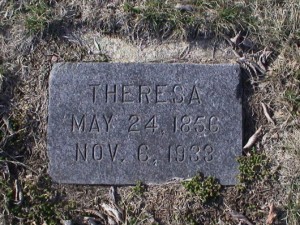 THERESA
MAY 24, 1856
NOV. 6, 1933